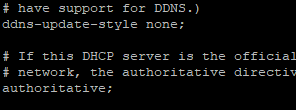 # have support for DDNS.)
ddns-update-style none;
# If this DHCP server is the official
# network, the authoritative directiv
authoritative;